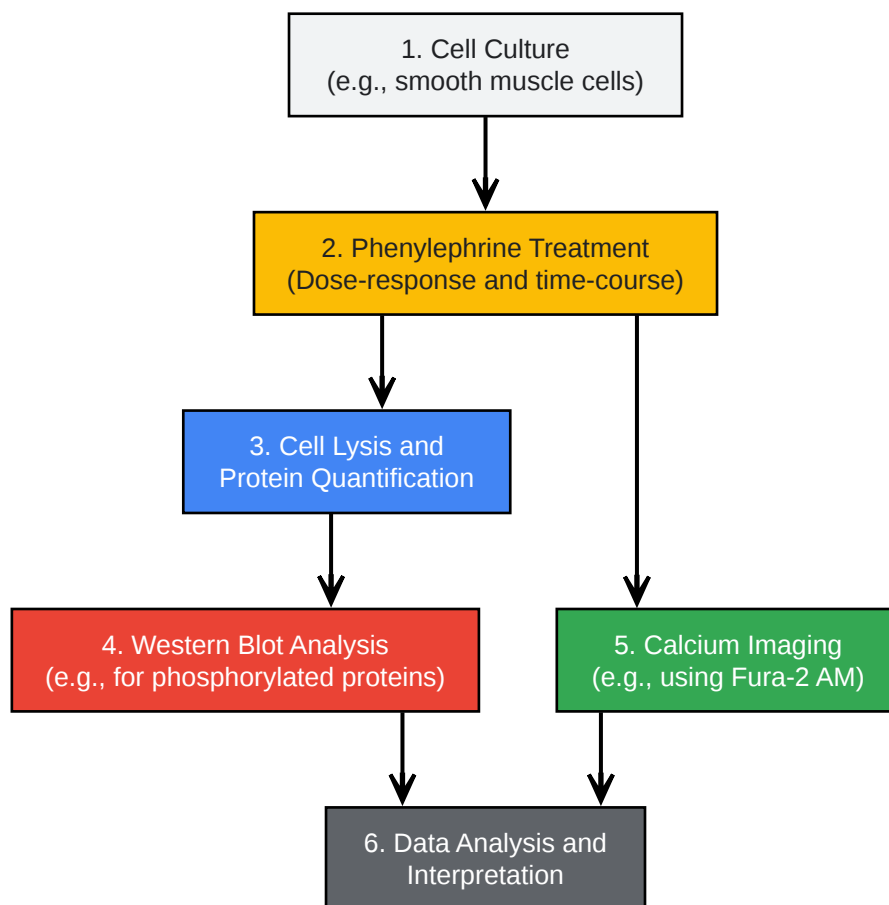 1. Cell Culture
(e.g., smooth muscle cells)
2. Phenylephrine Treatment
(Dose-response and time-course)
3. Cell Lysis and
Protein Quantification
4. Western Blot Analysis
(e.g., for phosphorylated proteins)
5. Calcium Imaging
(e.g., using Fura-2 AM)
6. Data Analysis and
Interpretation